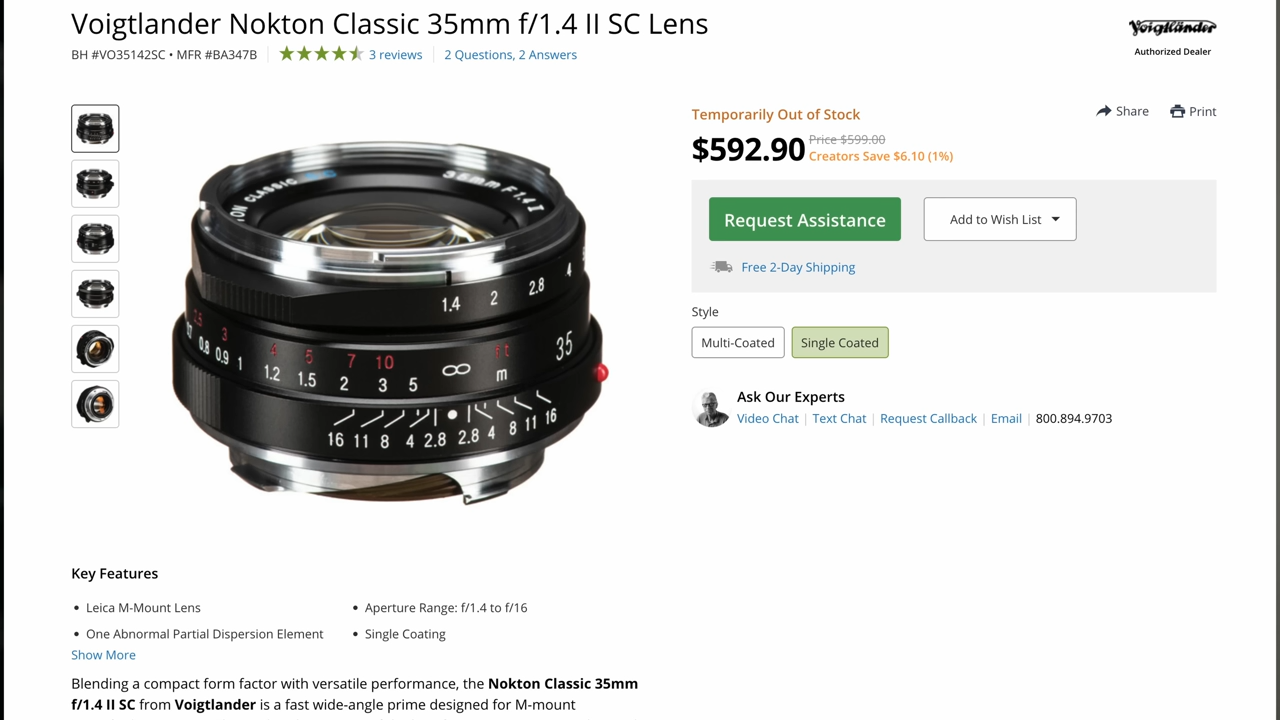 Voigtlander Nokton Classic 35mm f/1.4 II SC Lens
BH #VO35142SC • MFR #BA347B
3 reviews
2 Questions, 2 Answers
Voigtländer
Authorized Dealer
Temporarily Out of Stock
Share
Print
$592.90
Price $599.00
Creators Save $6.10 (1%)
Request Assistance
Add to Wish List
Free 2-Day Shipping
Style
Multi-Coated
Single Coated
Ask Our Experts
Video Chat | Text Chat | Request Callback | Email | 800.894.9703
CLASSIC
35mm F1.4 II
1.4 2 2.8 4
3 4 5 7 10 ft
0.8 0.9 1 1.2 1.5 2 3 5 ∞ m
35
16 11 8 4 2.8 2.8 4 8 11 16
Key Features
• Leica M-Mount Lens
• Aperture Range: f/1.4 to f/16
• One Abnormal Partial Dispersion Element
• Single Coating
Show More
Blending a compact form factor with versatile performance, the Nokton Classic 35mm
f/1.4 II SC from Voigtlander is a fast wide-angle prime designed for M-mount